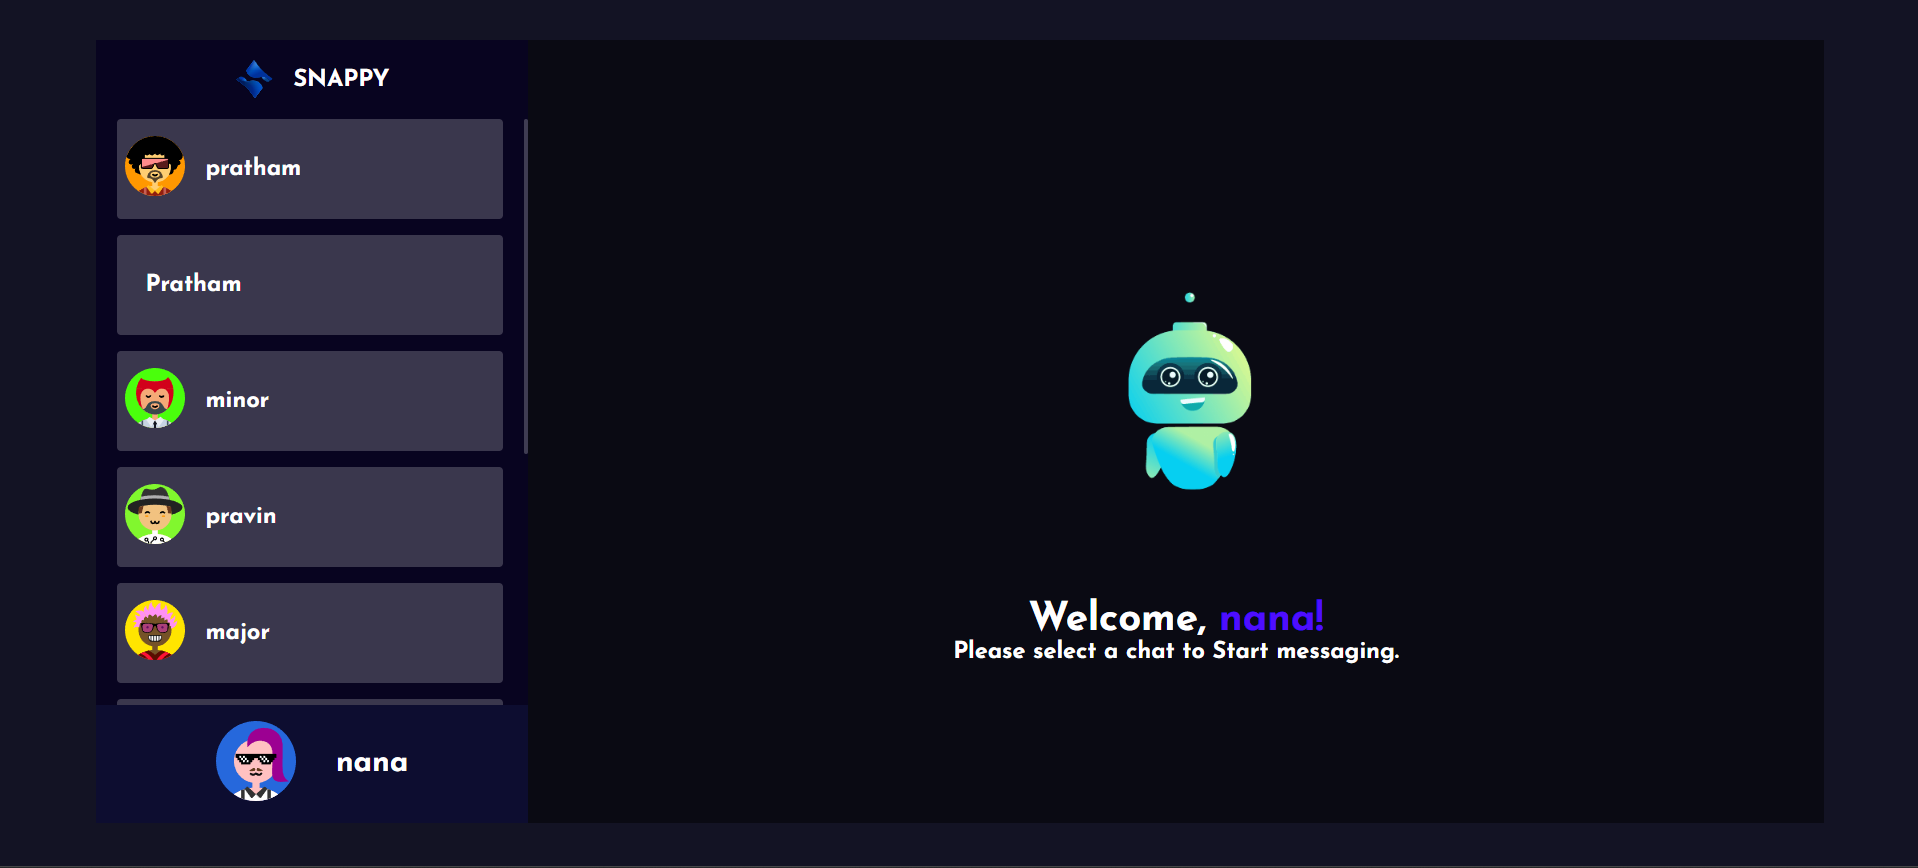 SNAPPY
pratham
Pratham
minor
pravin
major
nana
Welcome, nana!
Please select a chat to Start messaging.